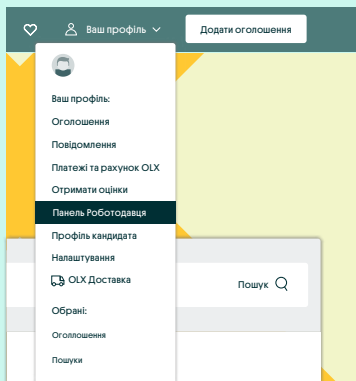 Ваш профіль
Додати оголошення
Ваш профіль:
Оголошення
Повідомлення
Платежі та рахунок OLX
Отримати оцінки
Панель Роботодавця
Профіль кандидата
Налаштування
OLX Доставка
Пошук
Обрані:
Оголлошення
Пошуки